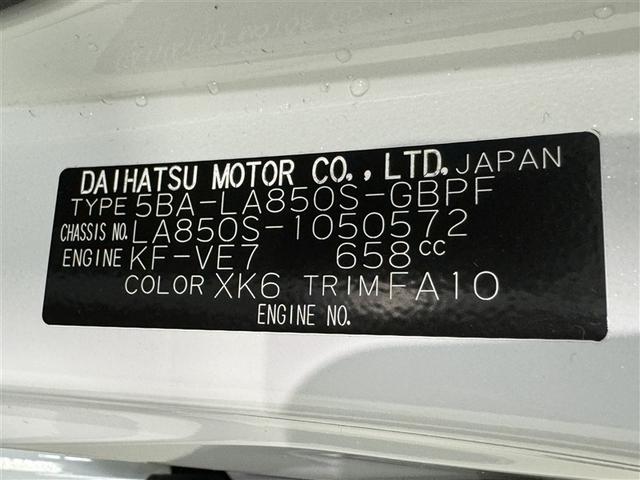 DAIHATSU MOTOR CO., LTD. JAPAN
TYPE 5BA-LA850S-GBPF
CHASSIS NO. LA850S-1050572
ENGINE KF-VE7 658cc
COLOR XK6 TRIM FA10
ENGINE NO.